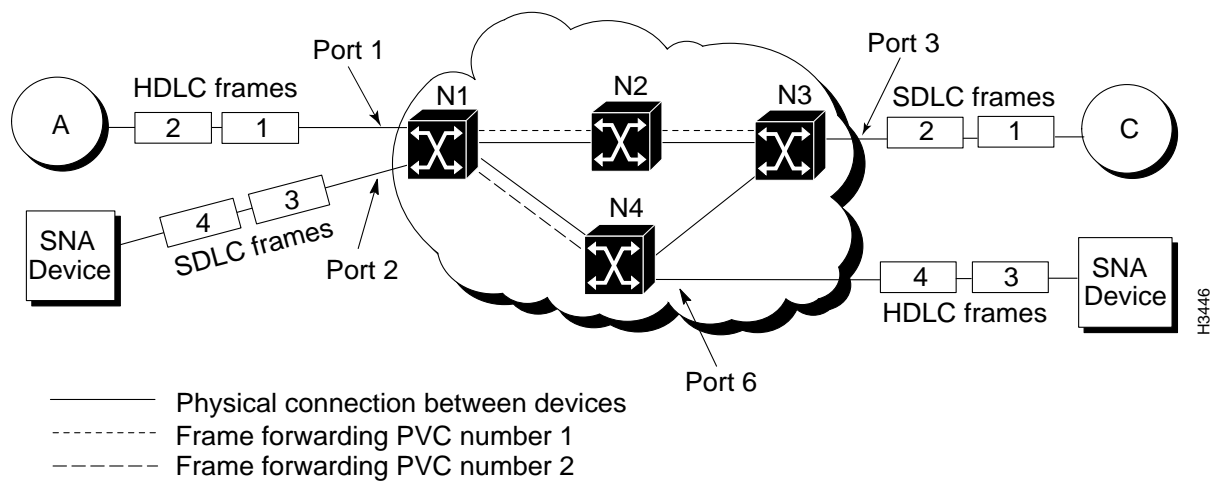 Port 1
Port 3
HDLC frames
N1
N2
N3
SDLC frames
A
2
1
2
1
C
4
3
SDLC frames
N4
SNA
Device
Port 2
4
3
HDLC frames
SNA
Device
H3446
Port 6
Physical connection between devices
Frame forwarding PVC number 1
Frame forwarding PVC number 2